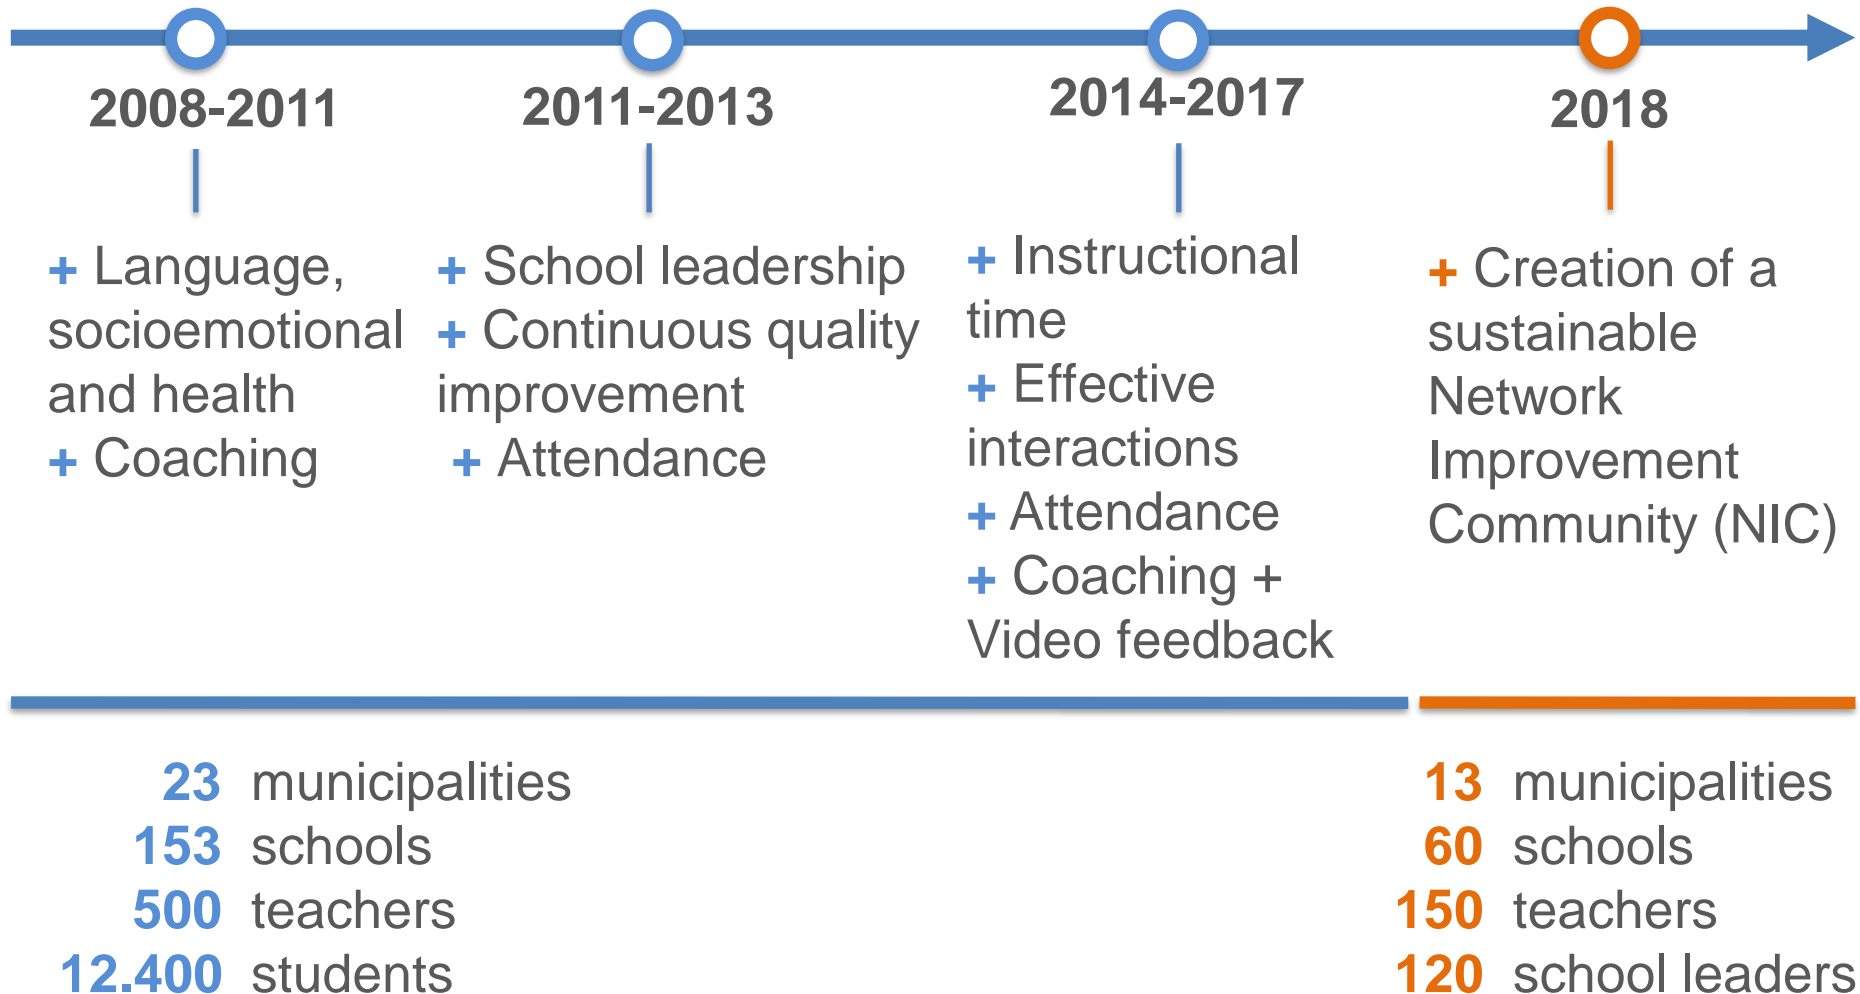 2008-2011
+ Language,
socioemotional
and health
+ Coaching
2011-2013
+ School leadership
+ Continuous quality
improvement
+ Attendance
2014-2017
+ Instructional
time
+ Effective
interactions
+ Attendance
+ Coaching +
Video feedback
2018
+ Creation of a
sustainable
Network
Improvement
Community (NIC)
23 municipalities
153 schools
500 teachers
12.400 students
13 municipalities
60 schools
150 teachers
120 school leaders